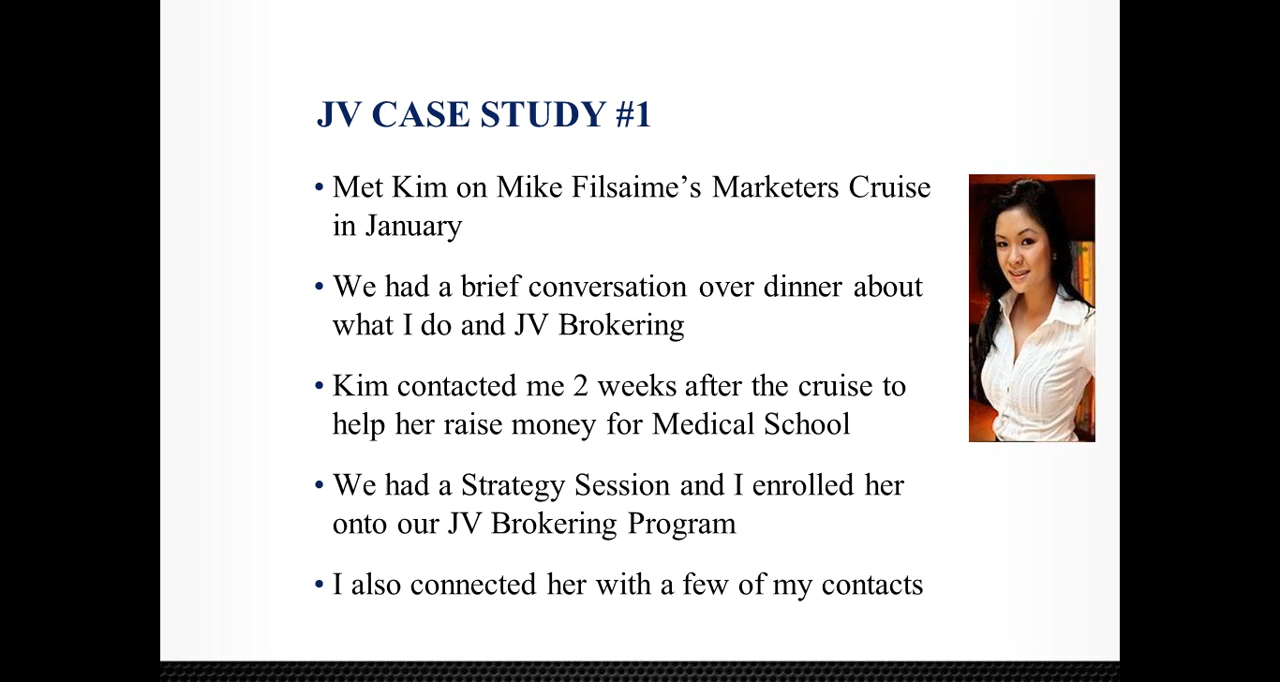 JV CASE STUDY #1
• Met Kim on Mike Filsaime’s Marketers Cruise
in January
• We had a brief conversation over dinner about
what I do and JV Brokering
• Kim contacted me 2 weeks after the cruise to
help her raise money for Medical School
• We had a Strategy Session and I enrolled her
onto our JV Brokering Program
• I also connected her with a few of my contacts